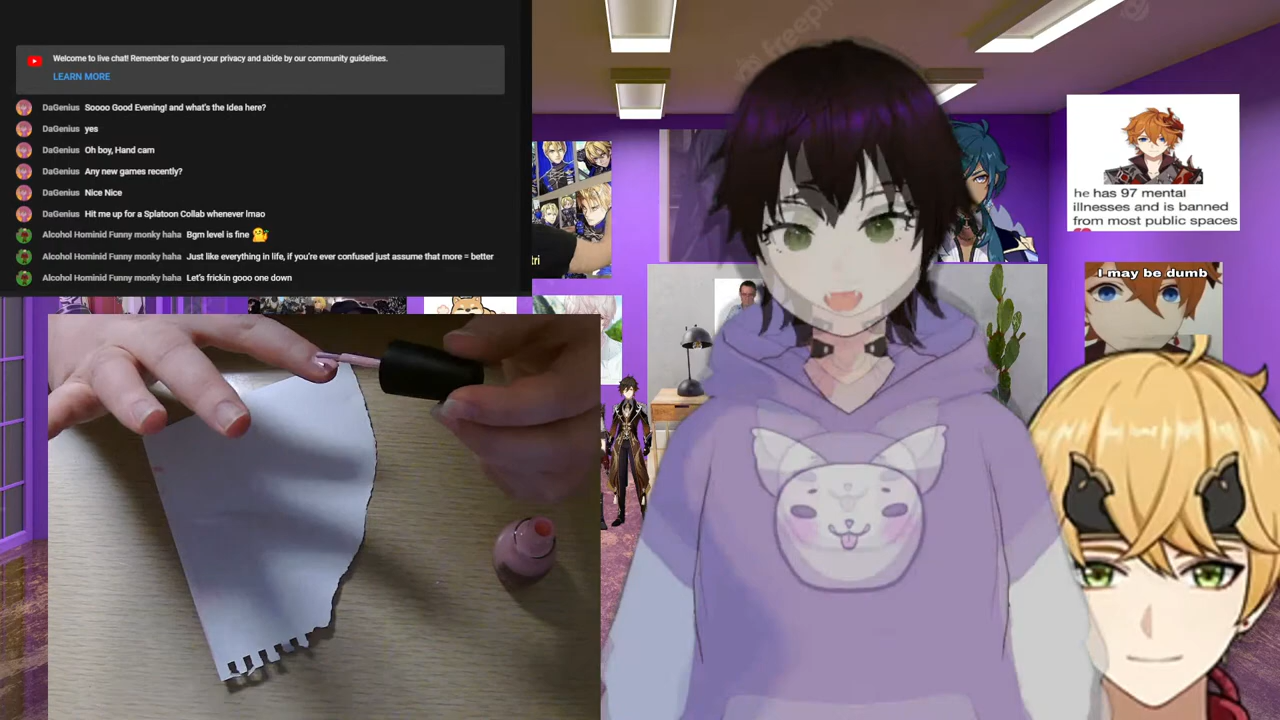 Welcome to live chat! Remember to guard your privacy and abide by our community guidelines.
LEARN MORE
DaGenius Soooo Good Evening! and what's the Idea here?
DaGenius yes
DaGenius Oh boy, Hand cam
DaGenius Any new games recently?
DaGenius Nice Nice
DaGenius Hit me up for a Splatoon Collab whenever lmao
Alcohol Hominid Funny monky haha Bgm level is fine
Alcohol Hominid Funny monky haha Just like everything in life, if you're ever confused just assume that more = better
Alcohol Hominid Funny monky haha Let's frickin gooo one down
he has 97 mental
illnesses and is banned
from most public spaces
I may be dumb